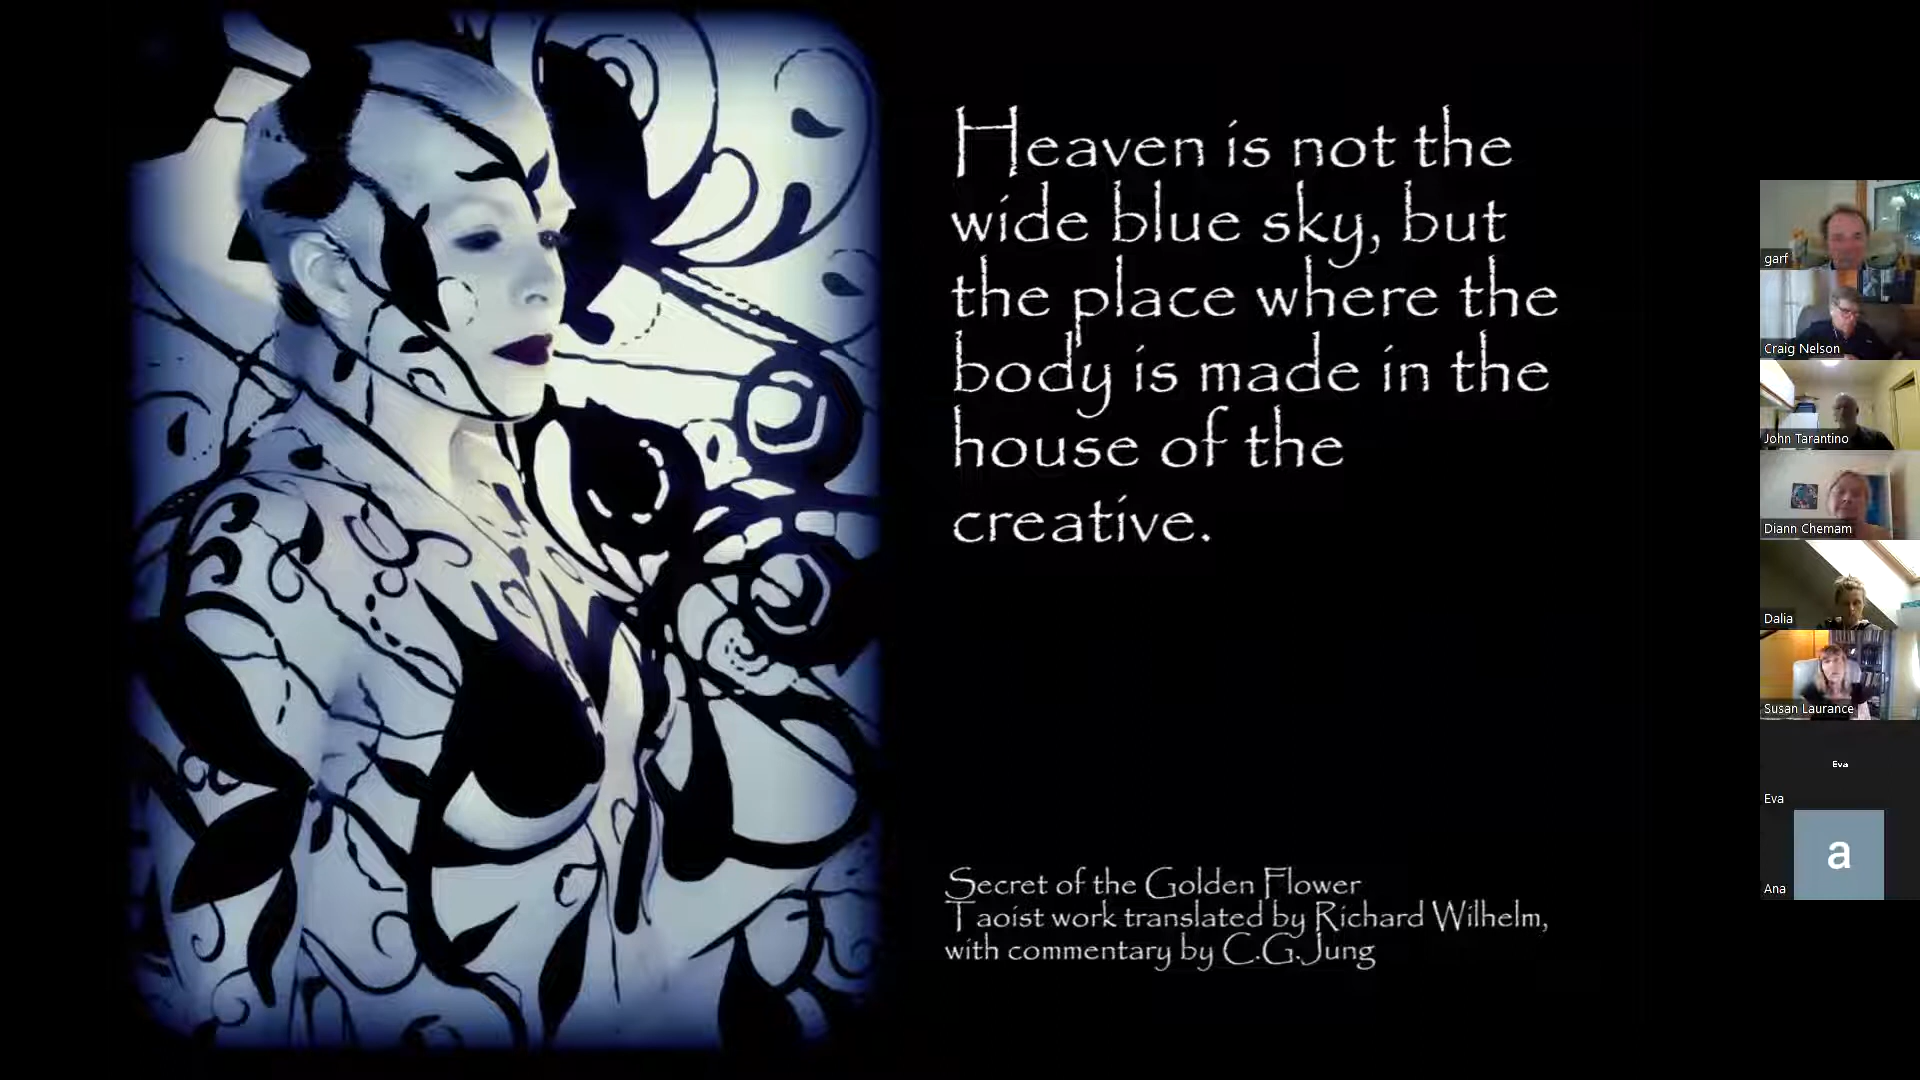 Heaven is not the
wide blue sky, but
the place where the
body is made in the
house of the
creative.
Secret of the Golden Flower
Taoist work translated by Richard Wilhelm,
with commentary by C.G.Jung
garf
Craig Nelson
John Tarantino
Diann Chemam
Dalia
Susan Laurance
Eva
Eva
a
Ana